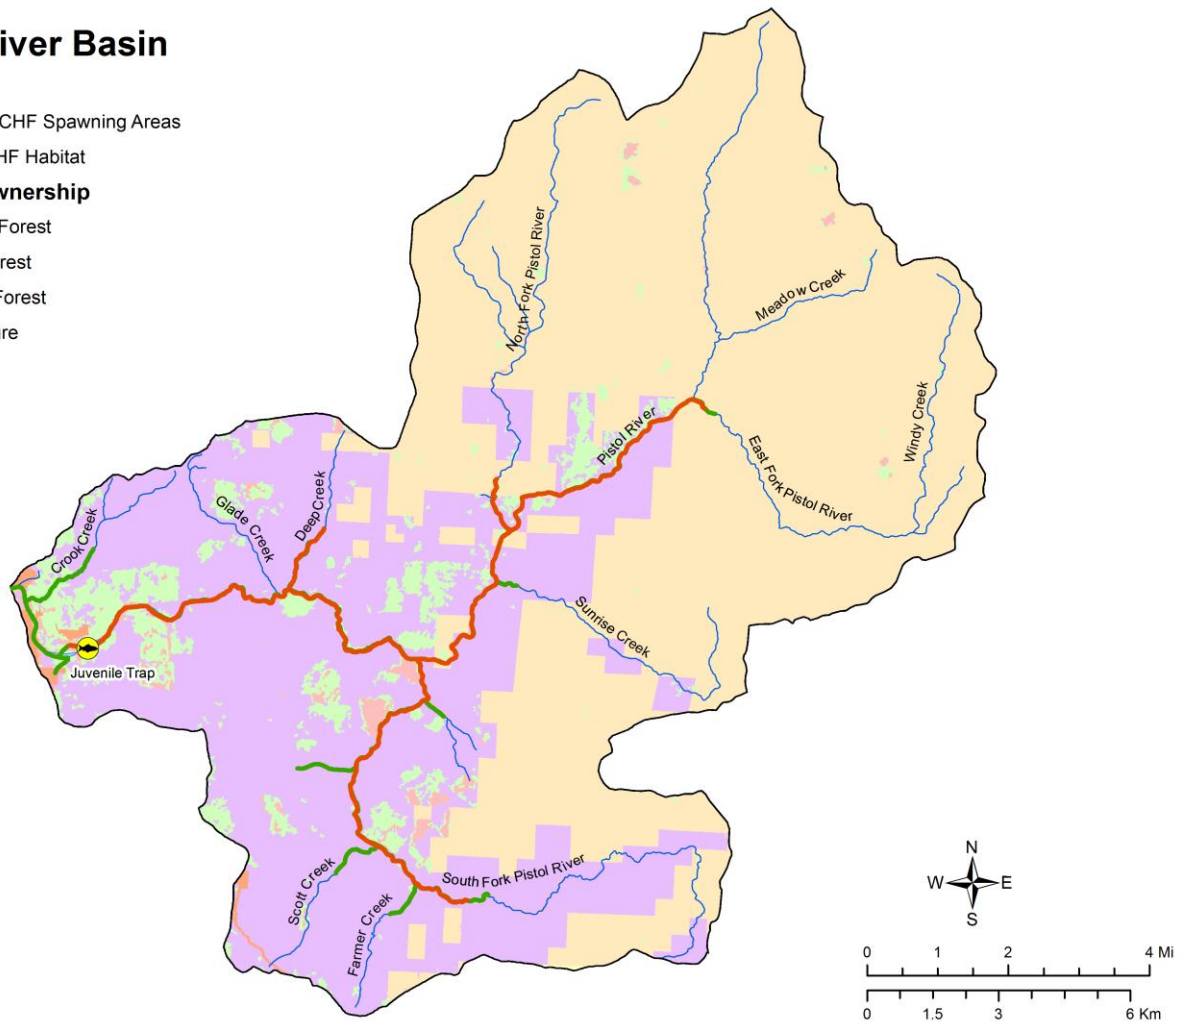 iver Basin
CHF Spawning Areas
HF Habitat
wnership
Forest
rest
Forest
re
North Fork Pistol River
Meadow Creek
Windy Creek
Pistol River
East Fork Pistol River
Deep Creek
Glade Creek
Crook Creek
Sunrise Creek
Juvenile Trap
South Fork Pistol River
Scott Creek
Farmer Creek
N
W E
S
0 1 2 4 Mi
0 1.5 3 6 Km